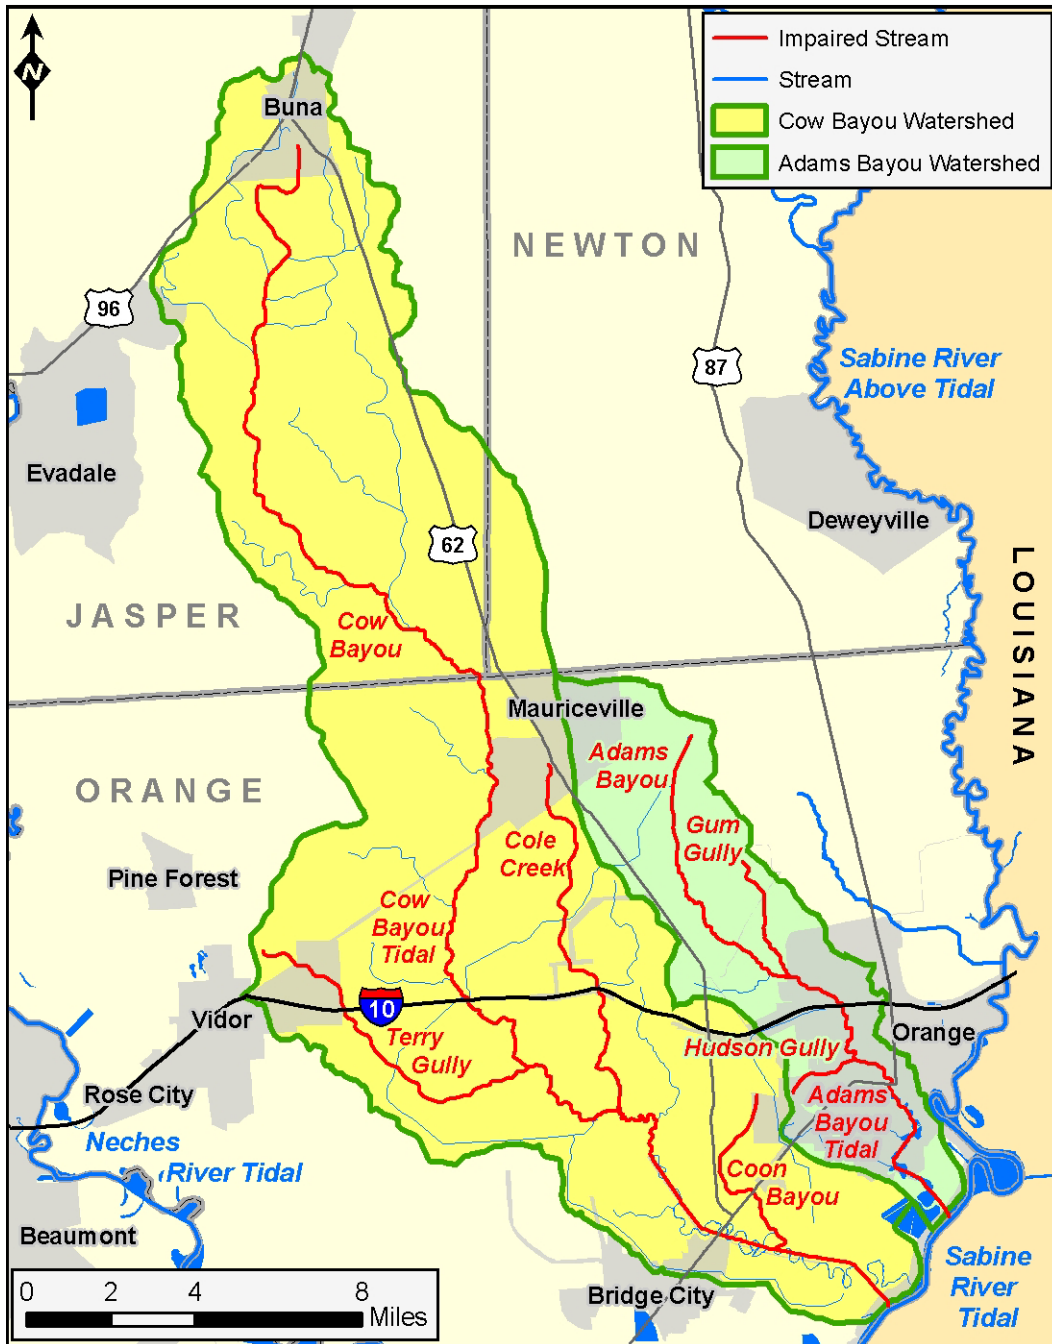 N
Impaired Stream
Stream
Cow Bayou Watershed
Adams Bayou Watershed
Buna
NEWTON
96
87
Sabine River
Above Tidal
Evadale
Deweyville
62
LOUISIANA
JASPER
Cow
Bayou
Mauriceville
Adams
Bayou
ORANGE
Gum
Gully
Cole
Creek
Pine Forest
Cow
Bayou
Tidal
10
Vidor
Terry
Gully
Hudson Gully
Orange
Rose City
Adams
Bayou
Tidal
Neches
River Tidal
Coon
Bayou
Beaumont
Sabine
River
Tidal
Bridge City
0 2 4 8
Miles